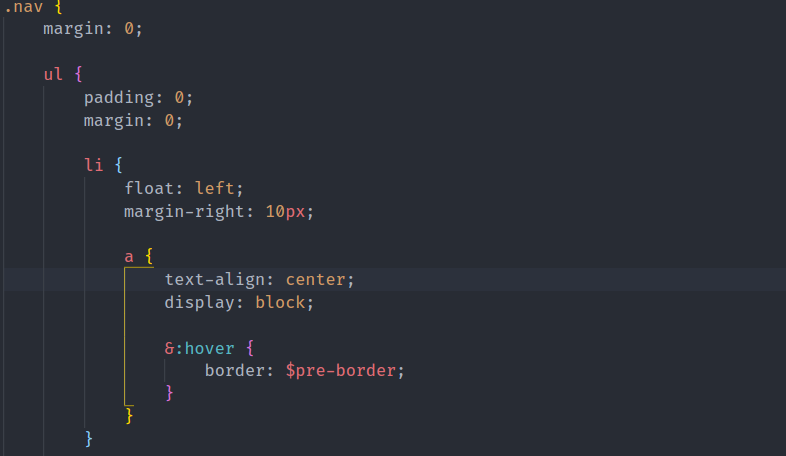 .nav {
margin: 0;
ul {
padding: 0;
margin: 0;
li {
float: left;
margin-right: 10px;
a {
text-align: center;
display: block;
&:hover {
border: $pre-border;
}
}
}